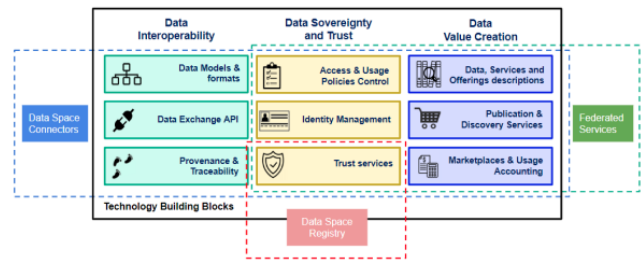 Data
Interoperability
Data Sovereignty
and Trust
Data
Value Creation
Data Models &
formats
Access & Usage
Policies Control
Data, Services and
Offerings descriptions
Data Space
Connectors
Data Exchange API
Identity Management
Publication &
Discovery Services
Federated
Services
Provenance &
Traceability
Trust services
Marketplaces & Usage
Accounting
Technology Building Blocks
Data Space
Registry